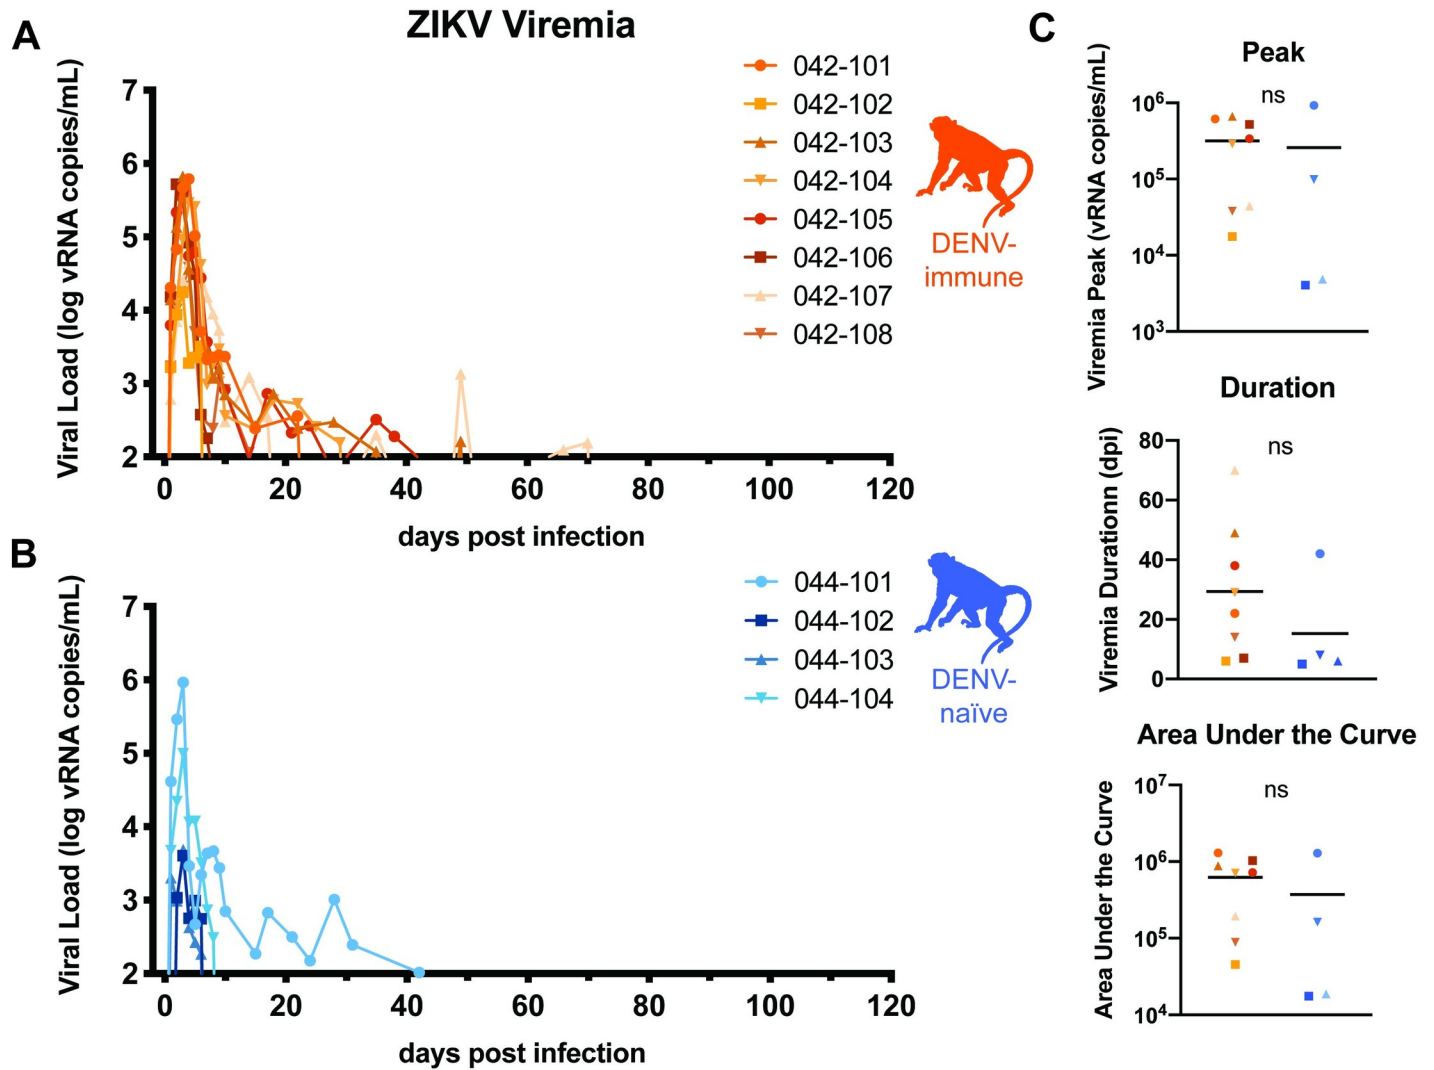 A
ZIKV Viremia
Viral Load (log vRNA copies/mL)
7
6
5
4
3
2
0
20
40
60
80
100
120
days post infection
042-101
042-102
042-103
042-104
042-105
042-106
042-107
042-108
DENV-
immune
B
Viral Load (log vRNA copies/mL)
7
6
5
4
3
2
0
20
40
60
80
100
120
days post infection
044-101
044-102
044-103
044-104
DENV-
naïve
C
Peak
Viremia Peak (vRNA copies/mL)
10⁶
10⁵
10⁴
10³
ns
Duration
Viremia Durationn (dpi)
80
60
40
20
0
ns
Area Under the Curve
Area Under the Curve
10⁷
10⁶
10⁵
10⁴
ns